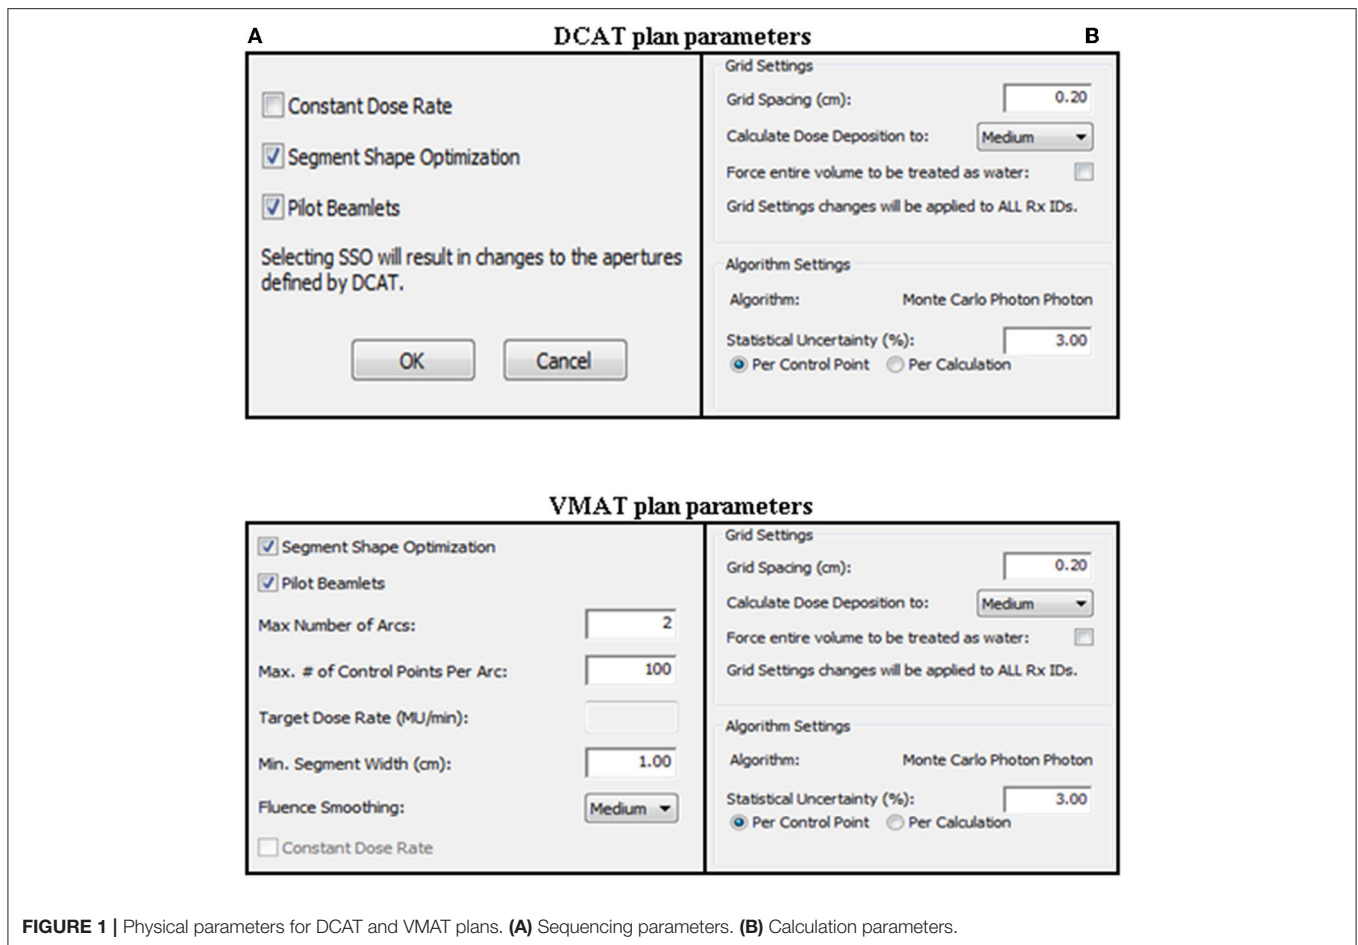 A
DCAT plan parameters
B
Constant Dose Rate
Segment Shape Optimization
Pilot Beamlets
Selecting SSO will result in changes to the apertures
defined by DCAT.
OK
Cancel
Grid Settings
Grid Spacing (cm): 0.20
Calculate Dose Deposition to: Medium
Force entire volume to be treated as water:
Grid Settings changes will be applied to ALL Rx IDs.
Algorithm Settings
Algorithm: Monte Carlo Photon Photon
Statistical Uncertainty (%): 3.00
Per Control Point Per Calculation
VMAT plan parameters
Segment Shape Optimization
Pilot Beamlets
Max Number of Arcs: 2
Max. # of Control Points Per Arc: 100
Target Dose Rate (MU/min):
Min. Segment Width (cm): 1.00
Fluence Smoothing: Medium
Constant Dose Rate
Grid Settings
Grid Spacing (cm): 0.20
Calculate Dose Deposition to: Medium
Force entire volume to be treated as water:
Grid Settings changes will be applied to ALL Rx IDs.
Algorithm Settings
Algorithm: Monte Carlo Photon Photon
Statistical Uncertainty (%): 3.00
Per Control Point Per Calculation
FIGURE 1 | Physical parameters for DCAT and VMAT plans. (A) Sequencing parameters. (B) Calculation parameters.